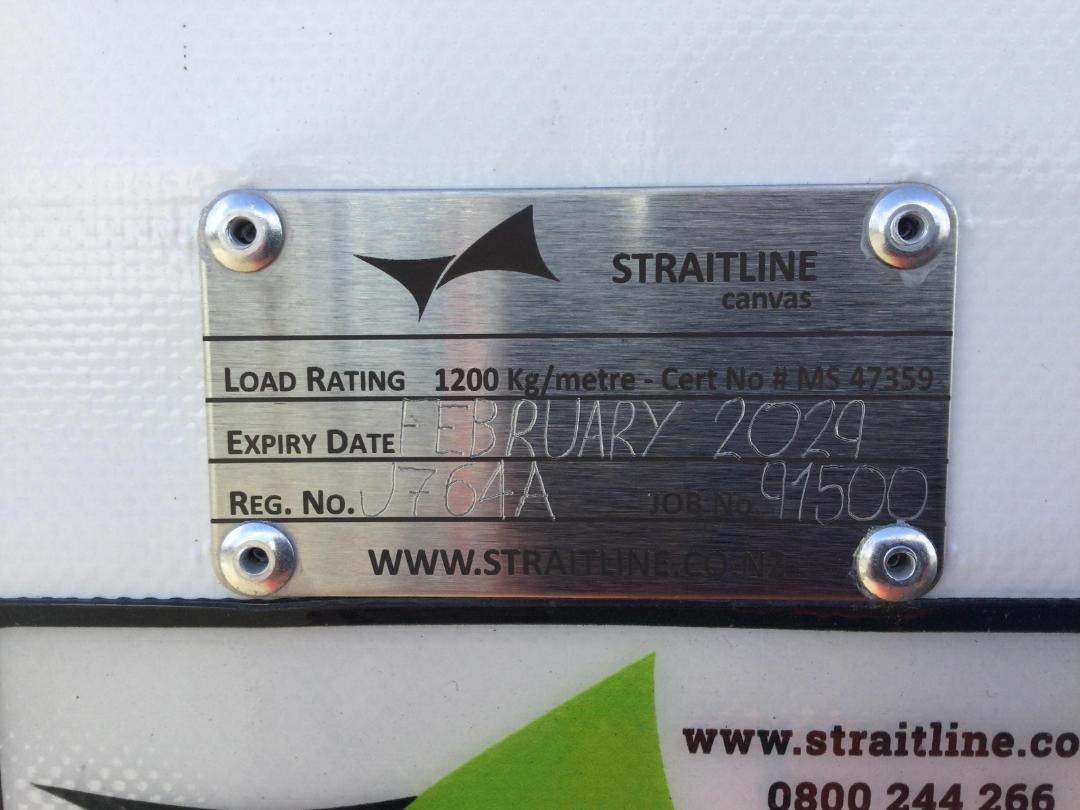 STRAITLINE
canvas
LOAD RATING 1200 Kg/metre - Cert No # MS 47359
EXPIRY DATE FEBRUARY 2029
REG. NO. J764A JOB No. 91500
WWW.STRAITLINE.CO.NZ
www.straitline.co
0800 244 266